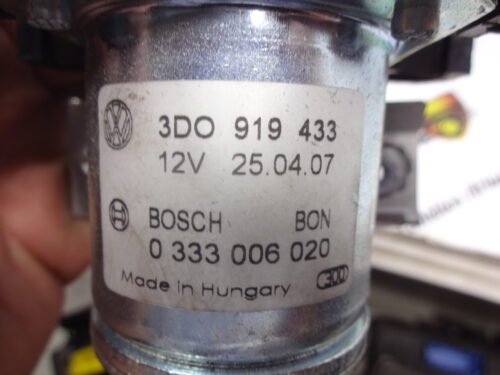 3D0 919 433
12V 25.04.07
BOSCH BON
0 333 006 020
Made in Hungary